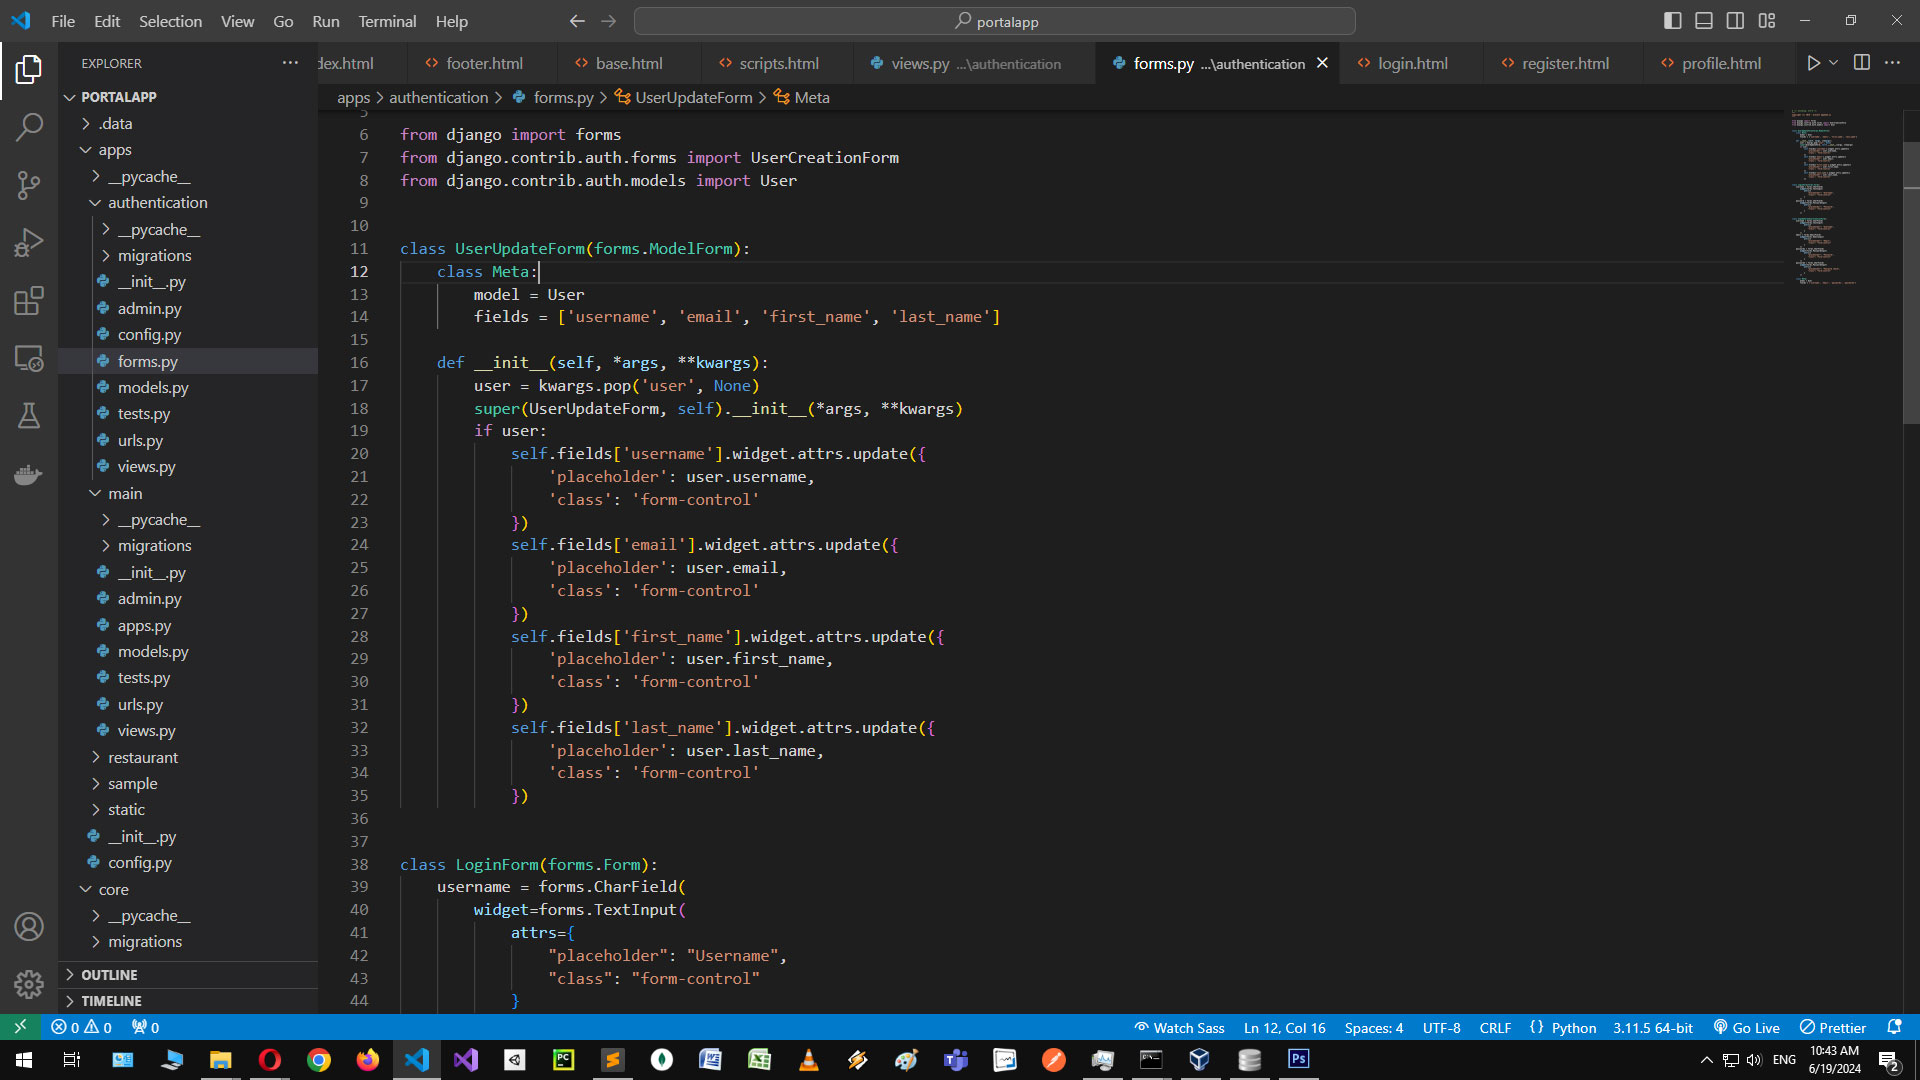 File Edit Selection View Go Run Terminal Help
portalapp
EXPLORER
dex.html footer.html base.html scripts.html views.py ...\authentication forms.py ...\authentication login.html register.html profile.html
apps > authentication > forms.py > UserUpdateForm > Meta
PORTALAPP
.data
apps
__pycache__
authentication
__pycache__
migrations
__init__.py
admin.py
config.py
forms.py
models.py
tests.py
urls.py
views.py
main
__pycache__
migrations
__init__.py
admin.py
apps.py
models.py
tests.py
urls.py
views.py
restaurant
sample
static
__init__.py
config.py
core
__pycache__
migrations
OUTLINE
TIMELINE
5
6 from django import forms
7 from django.contrib.auth.forms import UserCreationForm
8 from django.contrib.auth.models import User
9
10
11 class UserUpdateForm(forms.ModelForm):
12 class Meta:
13 model = User
14 fields = ['username', 'email', 'first_name', 'last_name']
15
16 def __init__(self, *args, **kwargs):
17 user = kwargs.pop('user', None)
18 super(UserUpdateForm, self).__init__(*args, **kwargs)
19 if user:
20 self.fields['username'].widget.attrs.update({
21 'placeholder': user.username,
22 'class': 'form-control'
23 })
24 self.fields['email'].widget.attrs.update({
25 'placeholder': user.email,
26 'class': 'form-control'
27 })
28 self.fields['first_name'].widget.attrs.update({
29 'placeholder': user.first_name,
30 'class': 'form-control'
31 })
32 self.fields['last_name'].widget.attrs.update({
33 'placeholder': user.last_name,
34 'class': 'form-control'
35 })
36
37
38 class LoginForm(forms.Form):
39 username = forms.CharField(
40 widget=forms.TextInput(
41 attrs={
42 "placeholder": "Username",
43 "class": "form-control"
44 }
0 0 0 Watch Sass Ln 12, Col 16 Spaces: 4 UTF-8 CRLF { } Python 3.11.5 64-bit Go Live Prettier
ENG 10:43 AM
6/19/2024
2